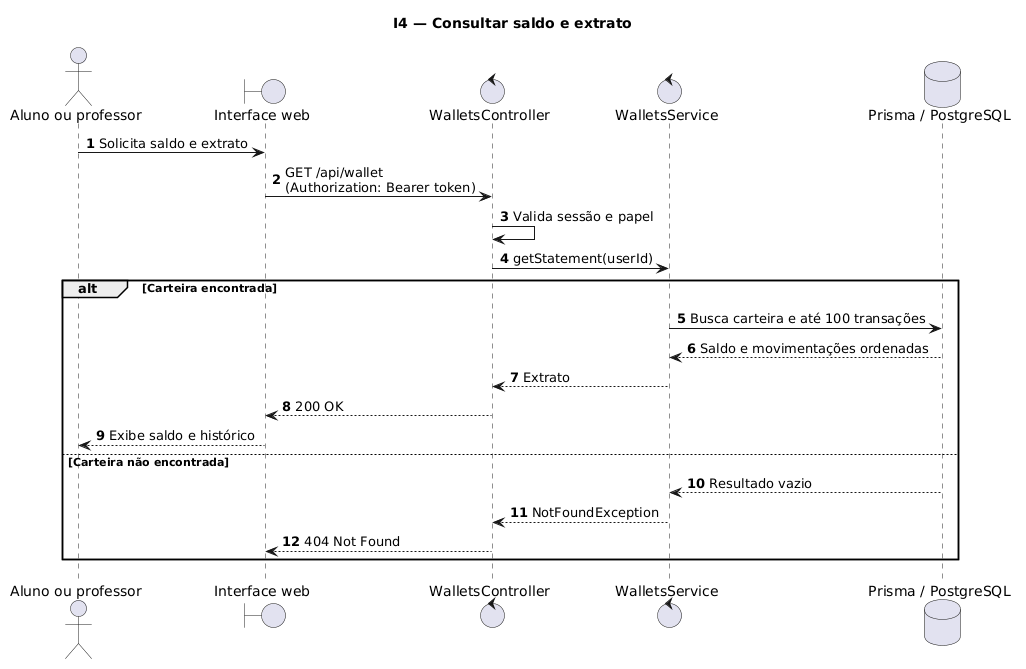 I4 — Consultar saldo e extrato
Aluno ou professor
Interface web
WalletsController
WalletsService
Prisma / PostgreSQL
1 Solicita saldo e extrato
2 GET /api/wallet
(Authorization: Bearer token)
3 Valida sessão e papel
4 getStatement(userId)
alt [Carteira encontrada]
5 Busca carteira e até 100 transações
6 Saldo e movimentações ordenadas
7 Extrato
8 200 OK
9 Exibe saldo e histórico
[Carteira não encontrada]
10 Resultado vazio
11 NotFoundException
12 404 Not Found
Aluno ou professor
Interface web
WalletsController
WalletsService
Prisma / PostgreSQL